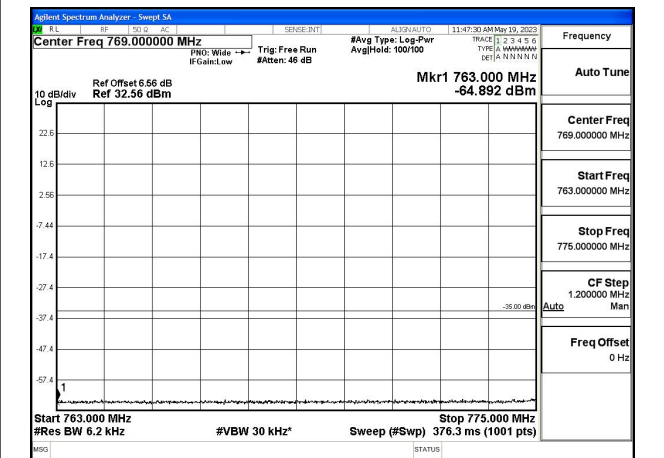 Agilent Spectrum Analyzer - Swept SA
RL RF 50 Ω AC SENSE:INT ALIGNAUTO 11:47:30 AM May 19, 2023
Center Freq 769.000000 MHz
PNO: Wide
IFGain:Low
Trig: Free Run
#Atten: 46 dB
#Avg Type: Log-Pwr
Avg|Hold: 100/100
TRACE 1 2 3 4 5 6
TYPE A WWWWW
DET A N N N N N
Mkr1 763.000 MHz
-64.892 dBm
Ref Offset 6.56 dB
Ref 32.56 dBm
10 dB/div
Log
22.6
12.6
2.56
-7.44
-17.4
-27.4
-35.00 dBm
-37.4
-47.4
-57.4
1
Start 763.000 MHz
Stop 775.000 MHz
#Res BW 6.2 kHz
#VBW 30 kHz*
Sweep (#Swp) 376.3 ms (1001 pts)
MSG
STATUS
Frequency
Auto Tune
Center Freq
769.000000 MHz
Start Freq
763.000000 MHz
Stop Freq
775.000000 MHz
CF Step
1.200000 MHz
Auto Man
Freq Offset
0 Hz